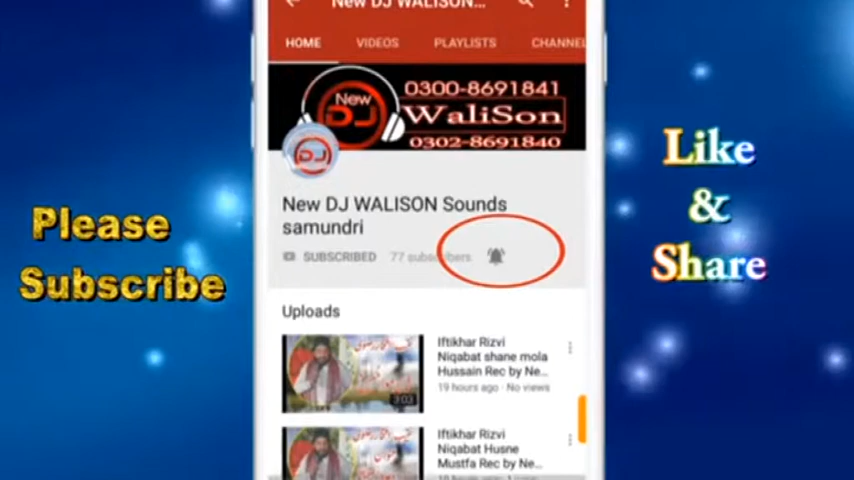 New DJ WALISON...
HOME VIDEOS PLAYLISTS CHANNEL
0300-8691841
New
DJ
WaliSon
0302-8691840
DJ
New DJ WALISON Sounds
samundri
SUBSCRIBED 77 subscribers
Uploads
Iftikhar Rizvi
Niqabat shane mola
Hussain Rec by Ne...
19 hours ago · No views
3:03
Iftikhar Rizvi
Niqabat Husne
Mustfa Rec by Ne...
Please
Subscribe
Like
&
Share